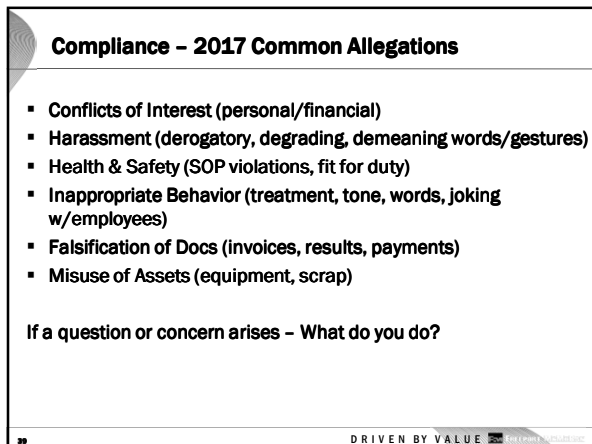 Compliance – 2017 Common Allegations
▪ Conflicts of Interest (personal/financial)
▪ Harassment (derogatory, degrading, demeaning words/gestures)
▪ Health & Safety (SOP violations, fit for duty)
▪ Inappropriate Behavior (treatment, tone, words, joking
w/employees)
▪ Falsification of Docs (invoices, results, payments)
▪ Misuse of Assets (equipment, scrap)
If a question or concern arises – What do you do?
DRIVEN BY VALUE